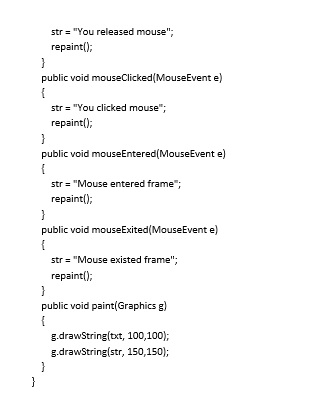 str = "You released mouse";
repaint();
}
public void mouseClicked(MouseEvent e)
{
str = "You clicked mouse";
repaint();
}
public void mouseEntered(MouseEvent e)
{
str = "Mouse entered frame";
repaint();
}
public void mouseExited(MouseEvent e)
{
str = "Mouse existed frame";
repaint();
}
public void paint(Graphics g)
{
g.drawString(txt, 100,100);
g.drawString(str, 150,150);
}
}